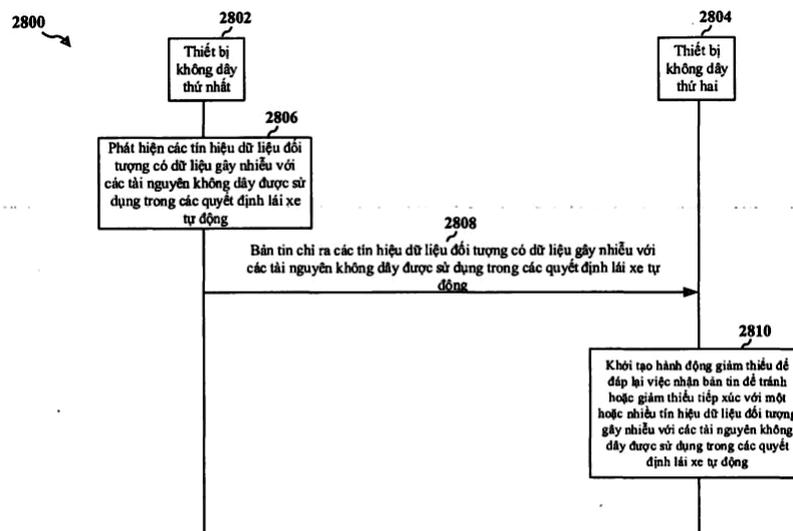 2800
2802
Thiết bị
không dây
thứ nhất
2804
Thiết bị
không dây
thứ hai
2806
Phát hiện các tín hiệu dữ liệu đối
tượng có dữ liệu gây nhiễu với
các tài nguyên không dây được sử
dụng trong các quyết định lái xe
tự động
2808
Bản tin chỉ ra các tín hiệu dữ liệu đối tượng có dữ liệu gây nhiễu với
các tài nguyên không dây được sử dụng trong các quyết định lái xe tự
động
2810
Khởi tạo hành động giảm thiểu để
đáp lại việc nhận bản tin để tránh
hoặc giảm thiểu tiếp xúc với một
hoặc nhiều tín hiệu dữ liệu đối tượng
gây nhiễu với các tài nguyên không
dây được sử dụng trong các quyết
định lái xe tự động